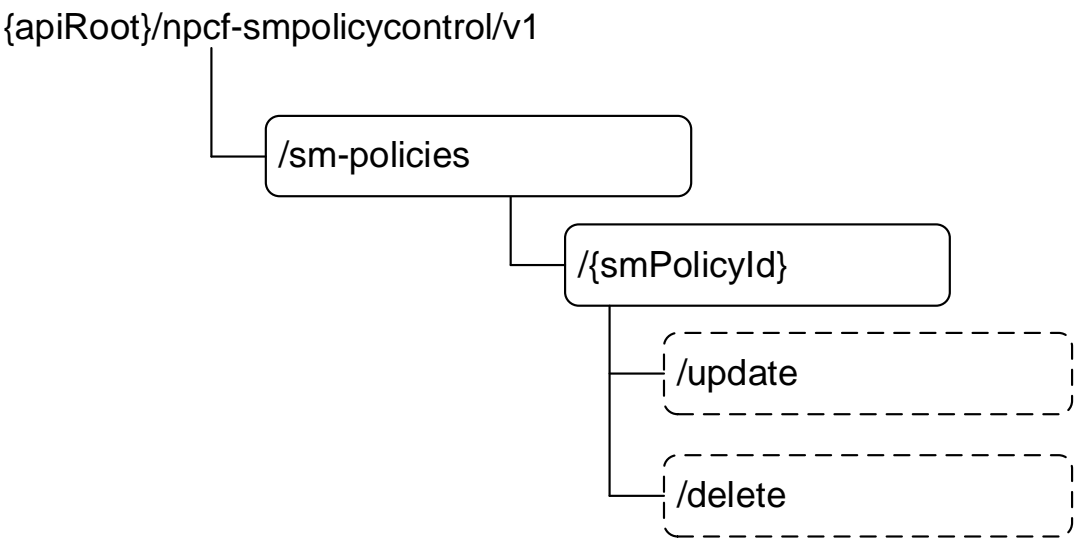 {apiRoot}/npcf-smpolicycontrol/v1
/sm-policies
/{smPolicyId}
/update
/delete